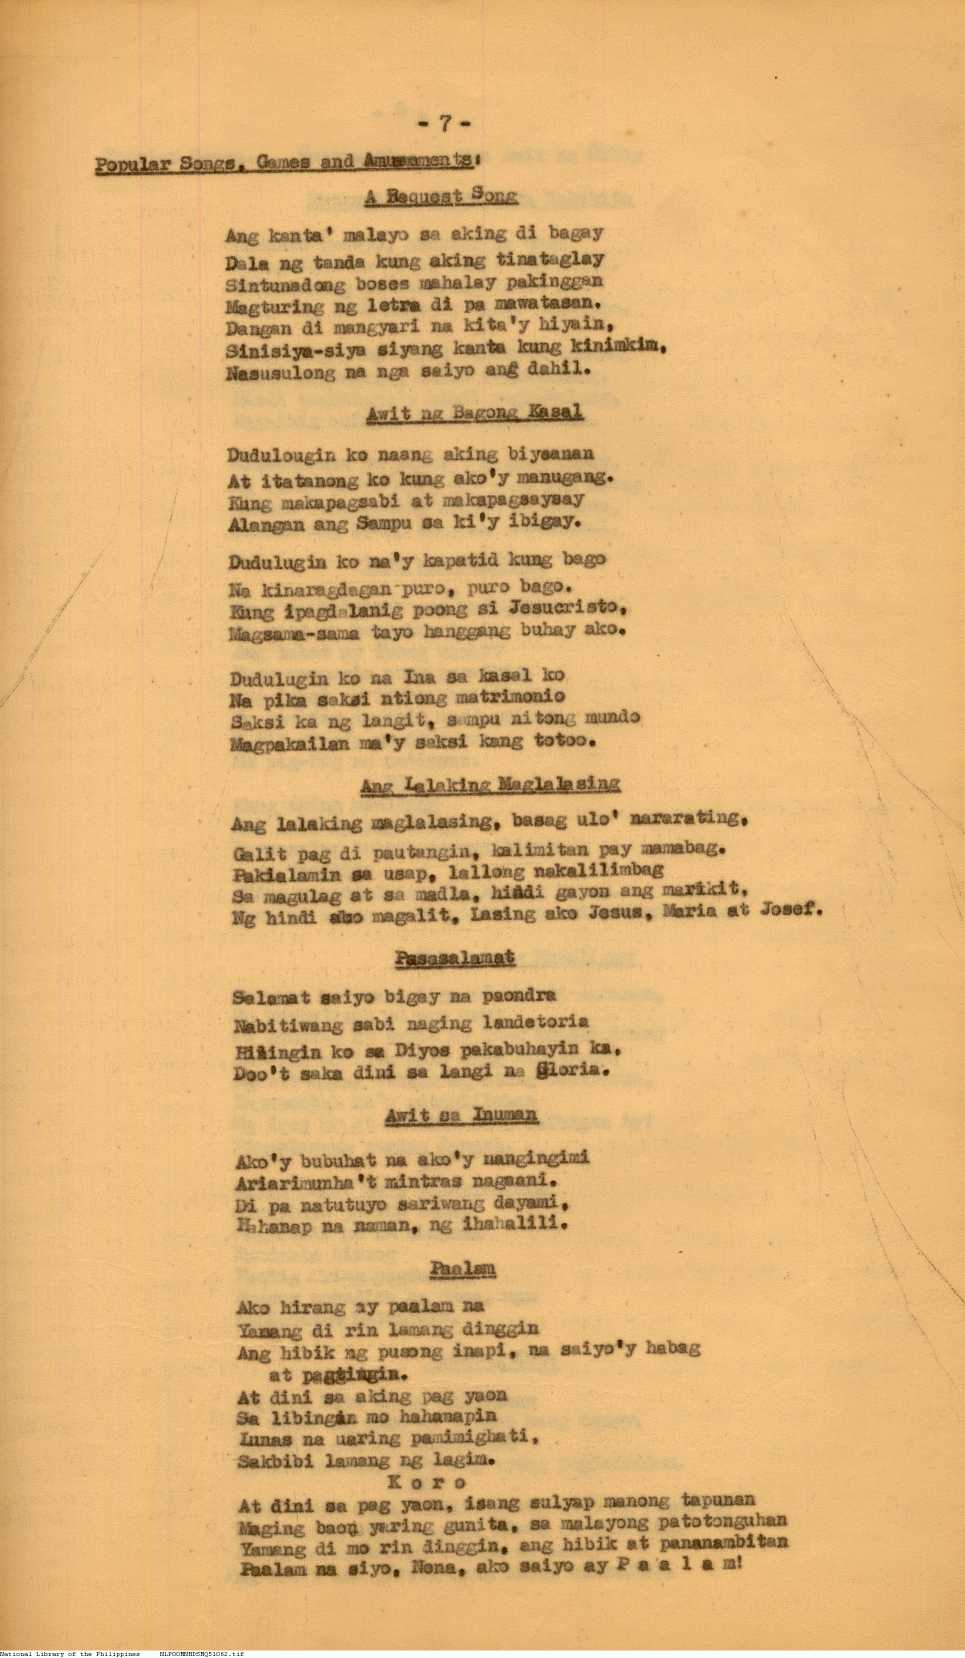 - 7 -
Popular Songs, Games and Amusements:
A Request Song
Ang kanta' malayo sa aking di bagay
Dala ng tanda kung aking tinataglay
Sintunadong boses mahalay pakinggan
Magturing ng letra di pa mawatasan.
Dangan di mangyari na kita'y hiyain,
Sinisiya-siya siyang kanta kung kinimkim,
Nasusulong na nga saiyo ang dahil.
Awit ng Bagong Kasal
Dudulougin ko naang aking biysanan
At itatanong ko kung ako'y manugang.
Kung makapagsabi at makapagsaysay
Alangan ang Sampu sa ki'y ibigay.
Dudulugin ko na'y kapatid kung bago
Na kinaragdagan puro, puro bago.
Kung ipagdalanig poong si Jesucristo,
Magsama-sama tayo hanggang buhay ako.
Dudulugin ko na Ina sa kasal ko
Na pika saksi ntiong matrimonio
Saksi ka ng langit, sampu nitong mundo
Magpakailan ma'y saksi kang totoo.
Ang Lalaking Maglalasing
Ang lalaking maglalasing, basag ulo' nararating,
Galit pag di pautangin, kalimitan pay mamabag.
Pakialamin sa usap, lallong nakalilimbag
Sa magulag at sa madla, hindi gayon ang marikit,
Ng hindi ako magalit, Lasing ako Jesus, Maria at Josef.
Pasasalamat
Salamat saiyo bigay na paondra
Nabitiwang sabi naging landetoria
Hilingin ko sa Diyos pakabuhayin ka,
Doo't saka dini sa langi na Gloria.
Awit sa Inuman
Ako'y bubuhat na ako'y nangingimi
Ariarimunha't mintras nagaani.
Di pa natutuyo sariwang dayami,
Hahanap na naman, ng ihahalili.
Paalam
Ako hirang ay paalam na
Yamang di rin lamang dinggin
Ang hibik ng pusong inapi, na saiyo'y habag
at pagtingin.
At dini sa aking pag yaon
Sa libingin mo hahanapin
Lunas na uaring pamimighati,
Sakbibi lamang ng lagim.
K o r o
At dini sa pag yaon, isang sulyap manong tapunan
Maging baon yaring gunita, sa malayong patotonguhan
Yamang di mo rin dinggin, ang hibik at pananambitan
Paalam na siyo, Nena, ako saiyo ay P a a l a m!
National Library of the Philippines NLPOOMNHDSMQ51062.tif